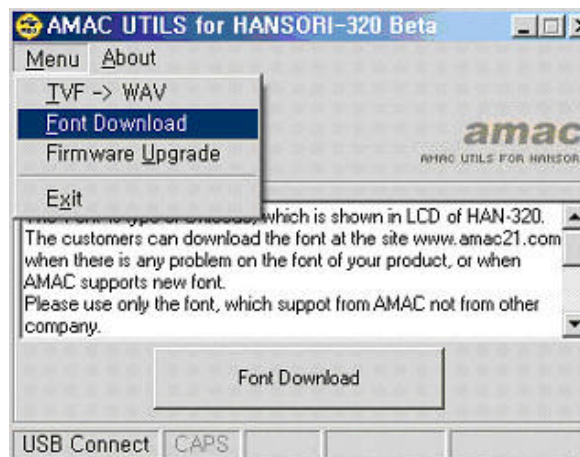 AMAC UTILS for HANSORI-320 Beta
Menu About
TVF -> WAV
Font Download
Firmware Upgrade
Exit
amac
AMAC UTILS FOR HANSOR
which is shown in LCD of HAN-320.
The customers can download the font at the site www.amac21.com
when there is any problem on the font of your product, or when
AMAC supports new font.
Please use only the font, which suppot from AMAC not from other
company.
Font Download
USB Connect CAPS